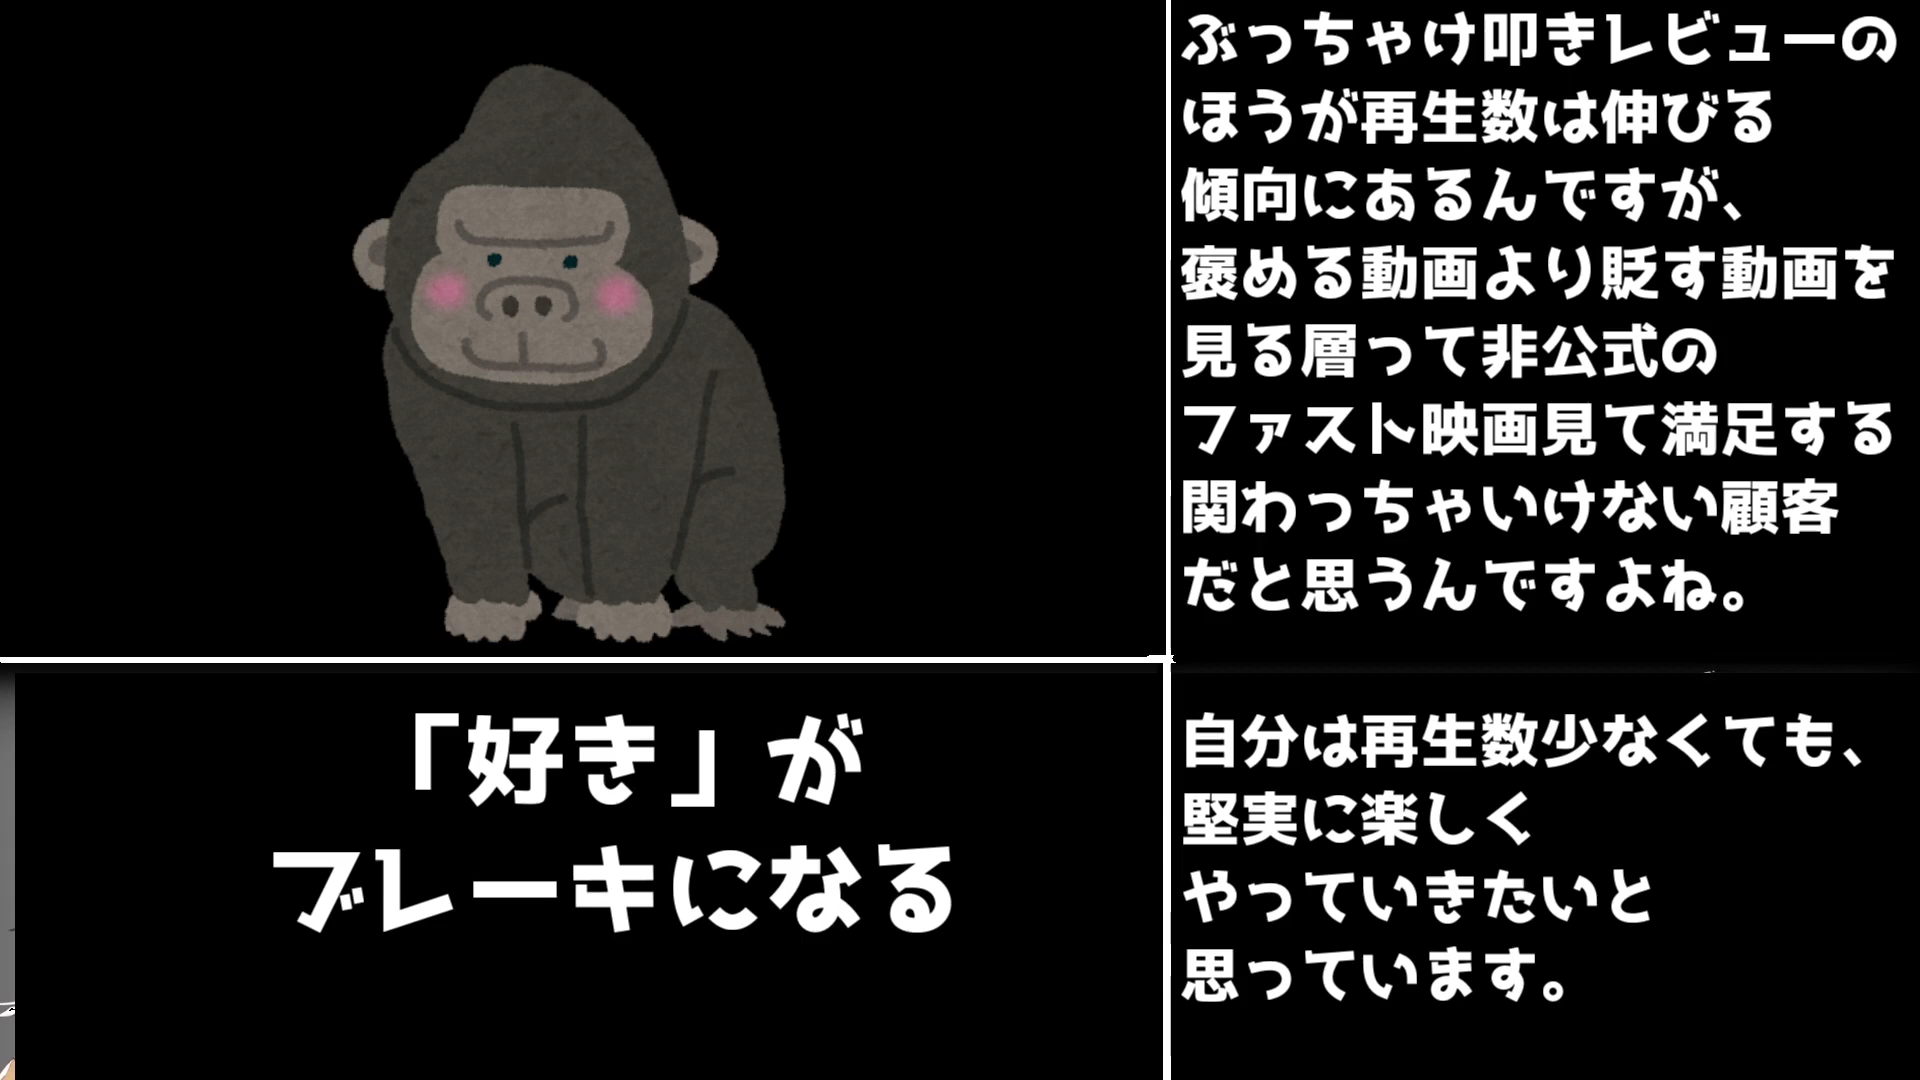 ぶっちゃけ叩きレビューの
ほうが再生数は伸びる
傾向にあるんですが、
褒める動画より貶す動画を
見る層って非公式の
ファスト映画見て満足する
関わっちゃいけない顧客
だと思うんですよね。
「好き」が
ブレーキになる
自分は再生数少なくても、
堅実に楽しく
やっていきたいと
思っています。